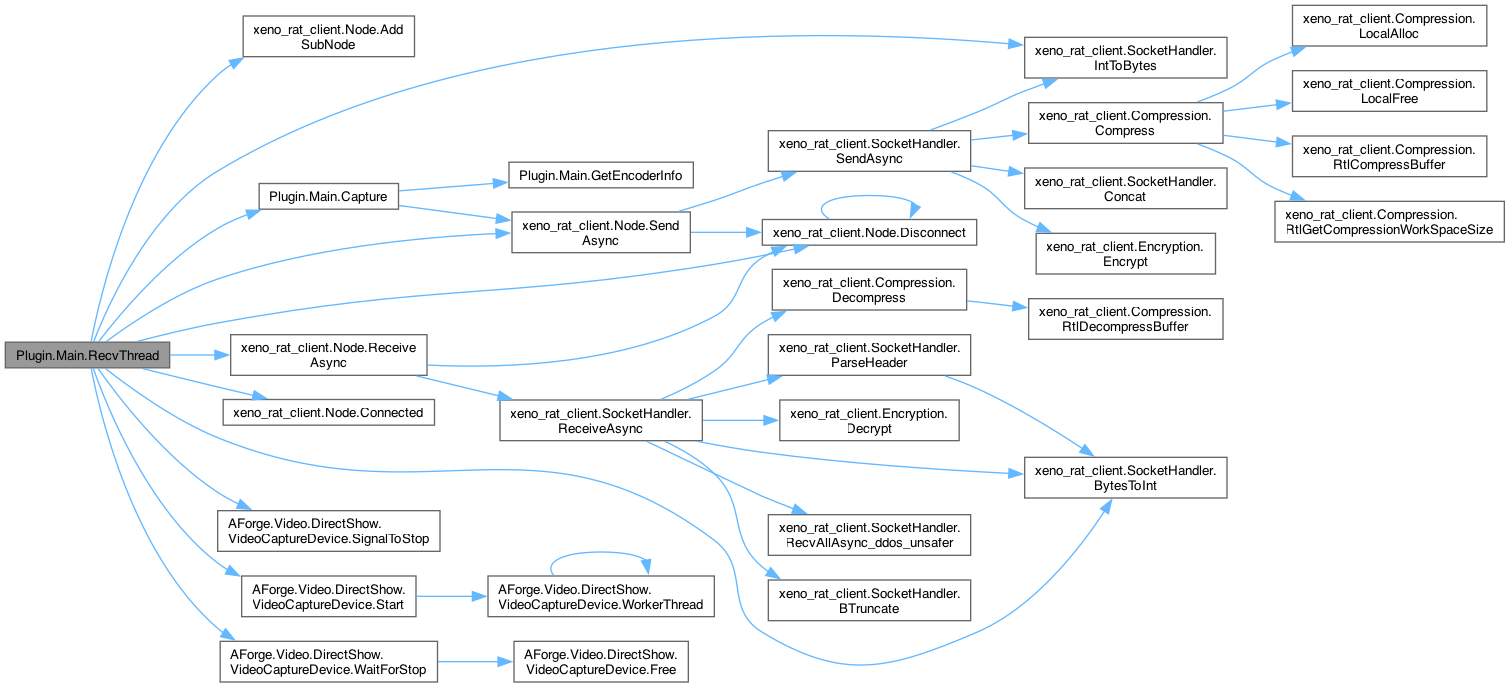 xeno_rat_client.Node.Add
SubNode
xeno_rat_client.SocketHandler.
IntToBytes
xeno_rat_client.Compression.
LocalAlloc
xeno_rat_client.Compression.
LocalFree
xeno_rat_client.Compression.
Compress
xeno_rat_client.SocketHandler.
SendAsync
xeno_rat_client.Compression.
RtlCompressBuffer
Plugin.Main.GetEncoderInfo
Plugin.Main.Capture
xeno_rat_client.SocketHandler.
Concat
xeno_rat_client.Compression.
RtlGetCompressionWorkSpaceSize
xeno_rat_client.Node.Send
Async
xeno_rat_client.Node.Disconnect
xeno_rat_client.Encryption.
Encrypt
xeno_rat_client.Compression.
Decompress
xeno_rat_client.Compression.
RtlDecompressBuffer
Plugin.Main.RecvThread
xeno_rat_client.Node.Receive
Async
xeno_rat_client.SocketHandler.
ParseHeader
xeno_rat_client.Node.Connected
xeno_rat_client.SocketHandler.
ReceiveAsync
xeno_rat_client.Encryption.
Decrypt
xeno_rat_client.SocketHandler.
BytesToInt
AForge.Video.DirectShow.
VideoCaptureDevice.SignalToStop
xeno_rat_client.SocketHandler.
RecvAllAsync_ddos_unsafer
AForge.Video.DirectShow.
VideoCaptureDevice.Start
AForge.Video.DirectShow.
VideoCaptureDevice.WorkerThread
xeno_rat_client.SocketHandler.
BTruncate
AForge.Video.DirectShow.
VideoCaptureDevice.WaitForStop
AForge.Video.DirectShow.
VideoCaptureDevice.Free